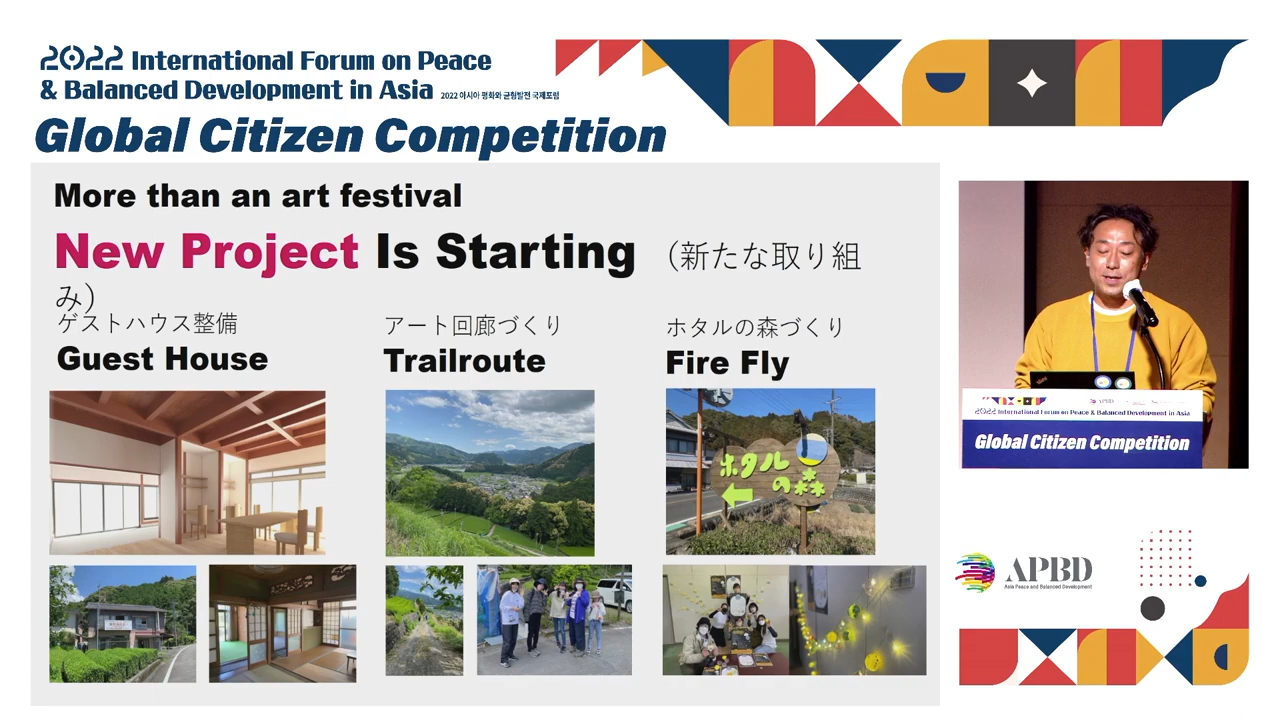 2022 International Forum on Peace
& Balanced Development in Asia 2022 아시아 평화와 균형발전 국제포럼
Global Citizen Competition
More than an art festival
New Project Is Starting （新たな取り組
み）
ゲストハウス整備
アート回廊づくり
ホタルの森づくり
Guest House
Trailroute
Fire Fly
ホタル
の森
2022 International Forum on Peace & Balanced Development in Asia
Global Citizen Competition
APBD
Asia Peace and Balanced Development